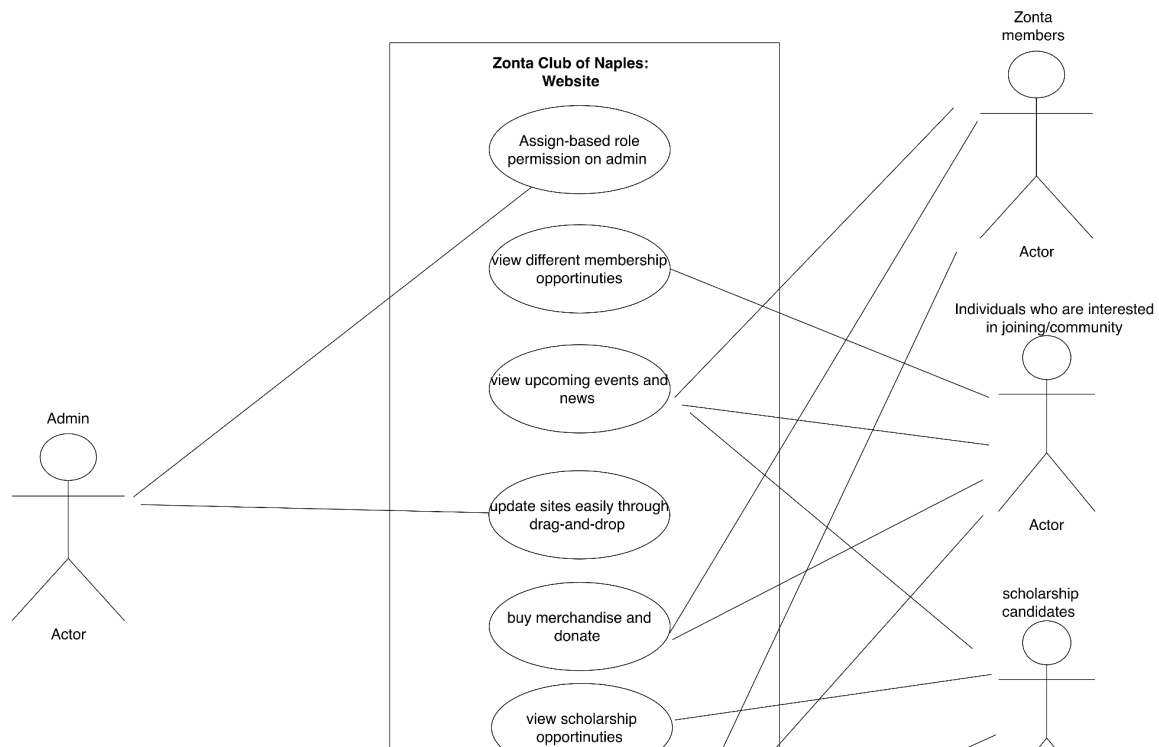 Zonta
members
Zonta Club of Naples:
Website
Assign-based role
permission on admin
view different membership
opportinuties
Actor
Individuals who are interested
in joining/community
view upcoming events and
news
Admin
update sites easily through
drag-and-drop
Actor
scholarship
candidates
buy merchandise and
donate
Actor
view scholarship
opportinuties